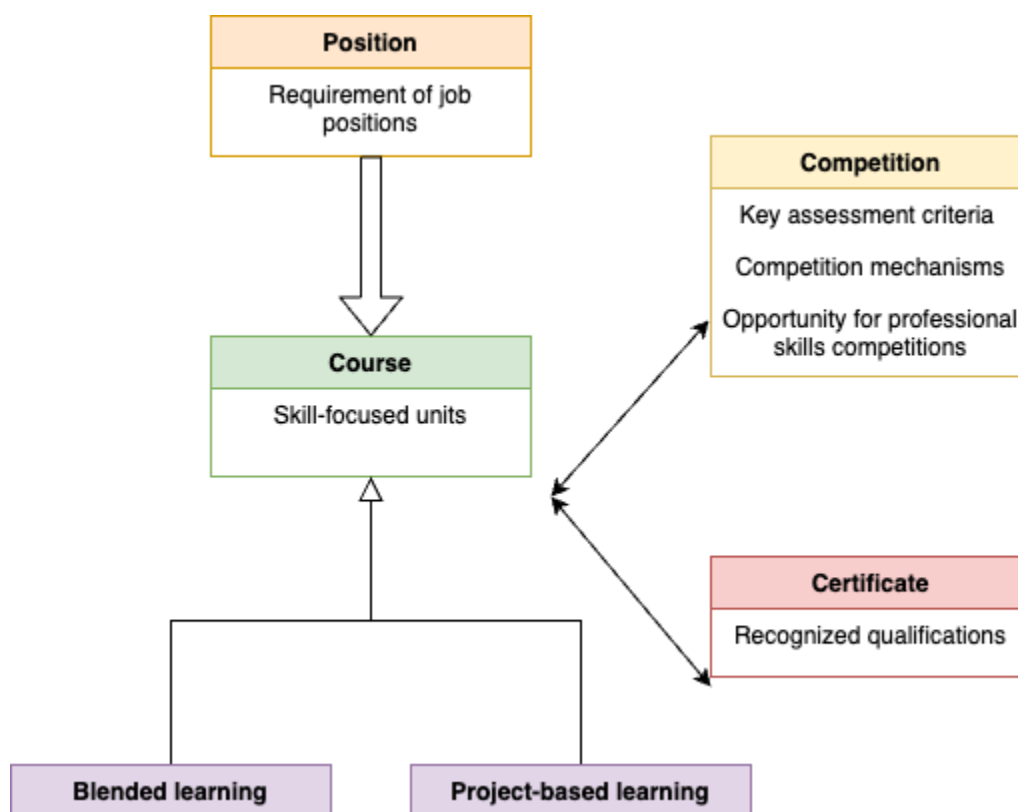 Position
Requirement of job
positions
Competition
Key assessment criteria
Competition mechanisms
Opportunity for professional
skills competitions
Course
Skill-focused units
Certificate
Recognized qualifications
Blended learning
Project-based learning